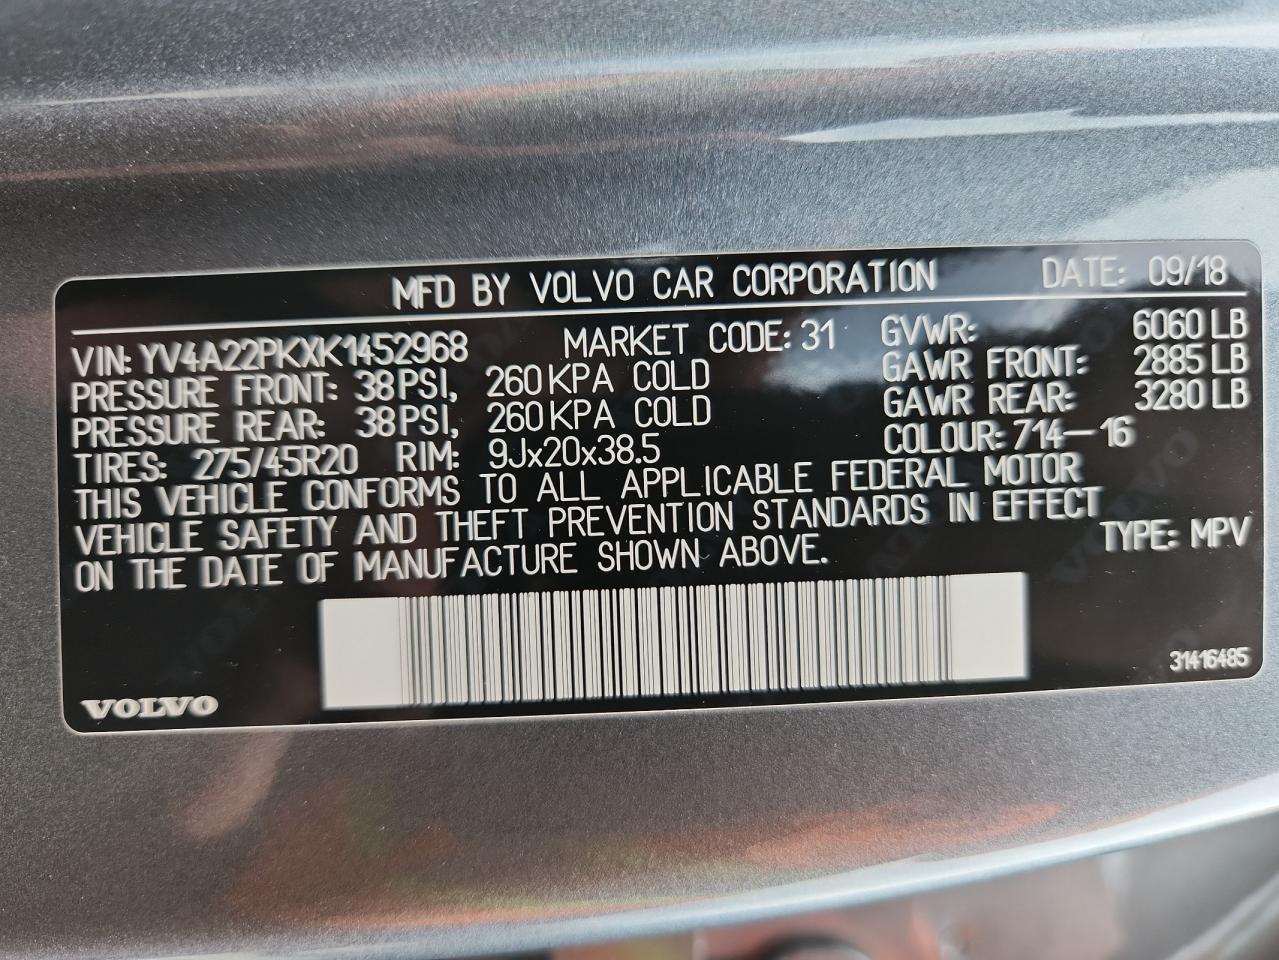 MFD BY VOLVO CAR CORPORATION DATE: 09/18
VIN: YV4A22PKXK1452968 MARKET CODE: 31 GVWR: 6060 LB
PRESSURE FRONT: 38 PSI, 260 KPA COLD GAWR FRONT: 2885 LB
PRESSURE REAR: 38 PSI, 260 KPA COLD GAWR REAR: 3280 LB
TIRES: 275/45R20 RIM: 9Jx20x38.5 COLOUR: 714-16
THIS VEHICLE CONFORMS TO ALL APPLICABLE FEDERAL MOTOR
VEHICLE SAFETY AND THEFT PREVENTION STANDARDS IN EFFECT
ON THE DATE OF MANUFACTURE SHOWN ABOVE. TYPE: MPV
31416485
VOLVO